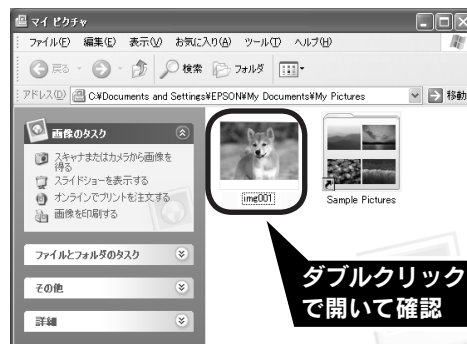 マイ ピクチャ
ファイル(F) 編集(E) 表示(V) お気に入り(A) ツール(T) ヘルプ(H)
戻る 検索 フォルダ
アドレス(D) C:¥Documents and Settings¥EPSON¥My Documents¥My Pictures 移動
画像のタスク
スキャナまたはカメラから画像を
得る
スライドショーを表示する
オンラインでプリントを注文する
画像を印刷する
img001
Sample Pictures
ファイルとフォルダのタスク
その他
詳細
ダブルクリック
で開いて確認